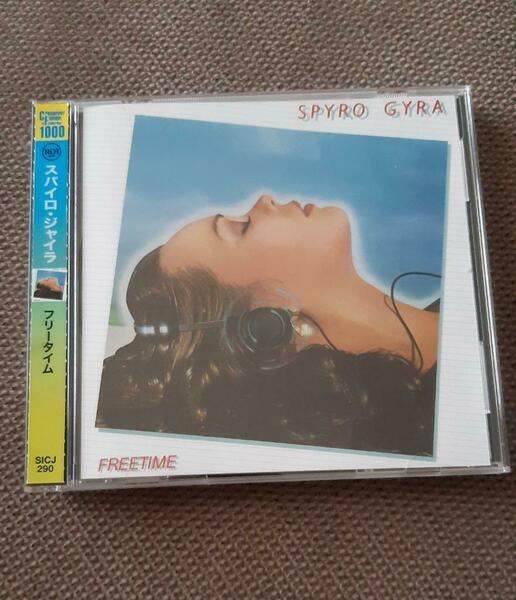 1000
RCA
スパイロ・ジャイラ
フリータイム
SICJ
290
SPYRO GYRA
FREETIME